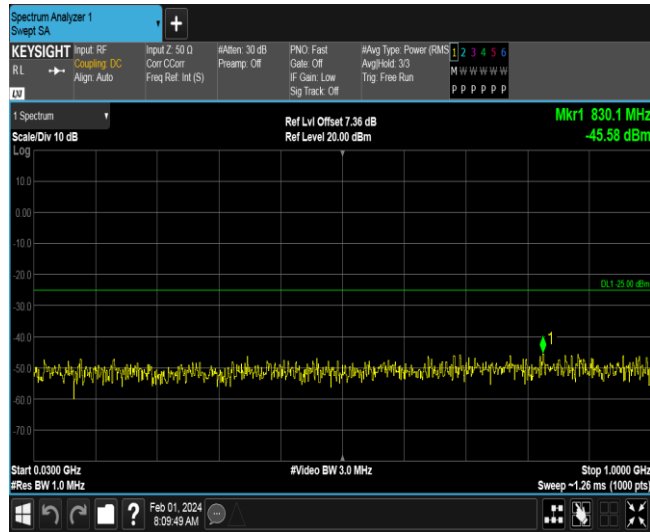 Spectrum Analyzer 1
Swept SA
KEYSIGHT
RL
Input: RF
Coupling: DC
Align: Auto
Input Z: 50 Ω
Corr CCorr
Freq Ref: Int (S)
#Atten: 30 dB
Preamp: Off
PNO: Fast
Gate: Off
IF Gain: Low
Sig Track: Off
#Avg Type: Power (RMS
Avg|Hold: 3/3
Trig: Free Run
1 2 3 4 5 6
M W W W W W
P P P P P P
LXI
1 Spectrum
Scale/Div 10 dB
Ref Lvl Offset 7.36 dB
Ref Level 20.00 dBm
Mkr1 830.1 MHz
-45.58 dBm
Log
10.0
0.00
-10.0
-20.0
DL1 -25.00 dBm
-30.0
-40.0
1
-50.0
-60.0
-70.0
Start 0.0300 GHz
#Video BW 3.0 MHz
Stop 1.0000 GHz
#Res BW 1.0 MHz
Sweep ~1.26 ms (1000 pts)
?
Feb 01, 2024
8:09:49 AM